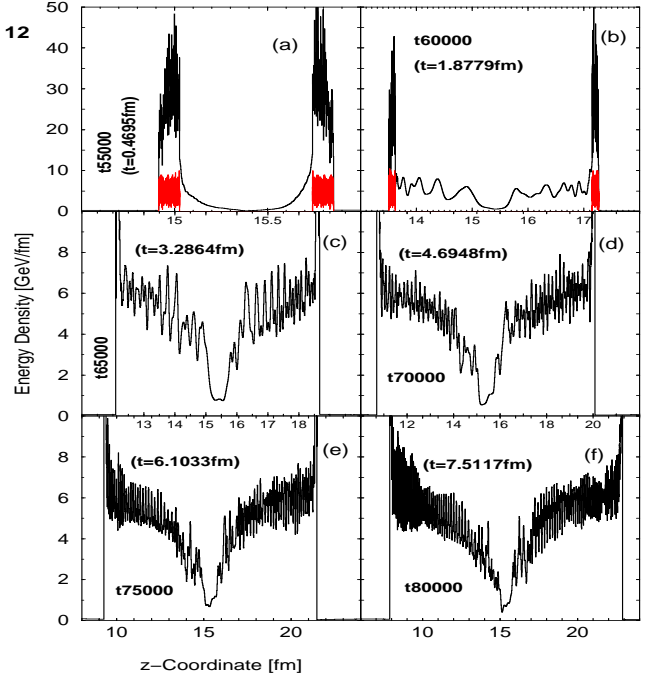 12
50
40
30
20
10
0
(a)
t55000
(t=0.4695fm)
15
15.5
t60000
(t=1.8779fm)
(b)
14
15
16
17
Energy Density [GeV/fm]
8
6
4
2
0
(t=3.2864fm)
(c)
t65000
13
14
15
16
17
18
(t=4.6948fm)
(d)
t70000
12
14
16
18
20
8
6
4
2
0
(t=6.1033fm)
(e)
t75000
10
15
20
(t=7.5117fm)
(f)
t80000
10
15
20
z-Coordinate [fm]